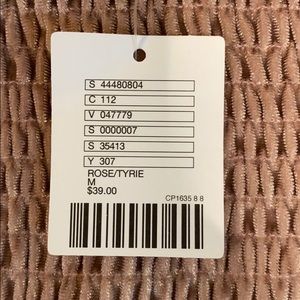 S 44480804
C 112
V 047779
S 0000007
S 35413
Y 307
ROSE/TYRIE
M
$39.00
CP1635 8 8